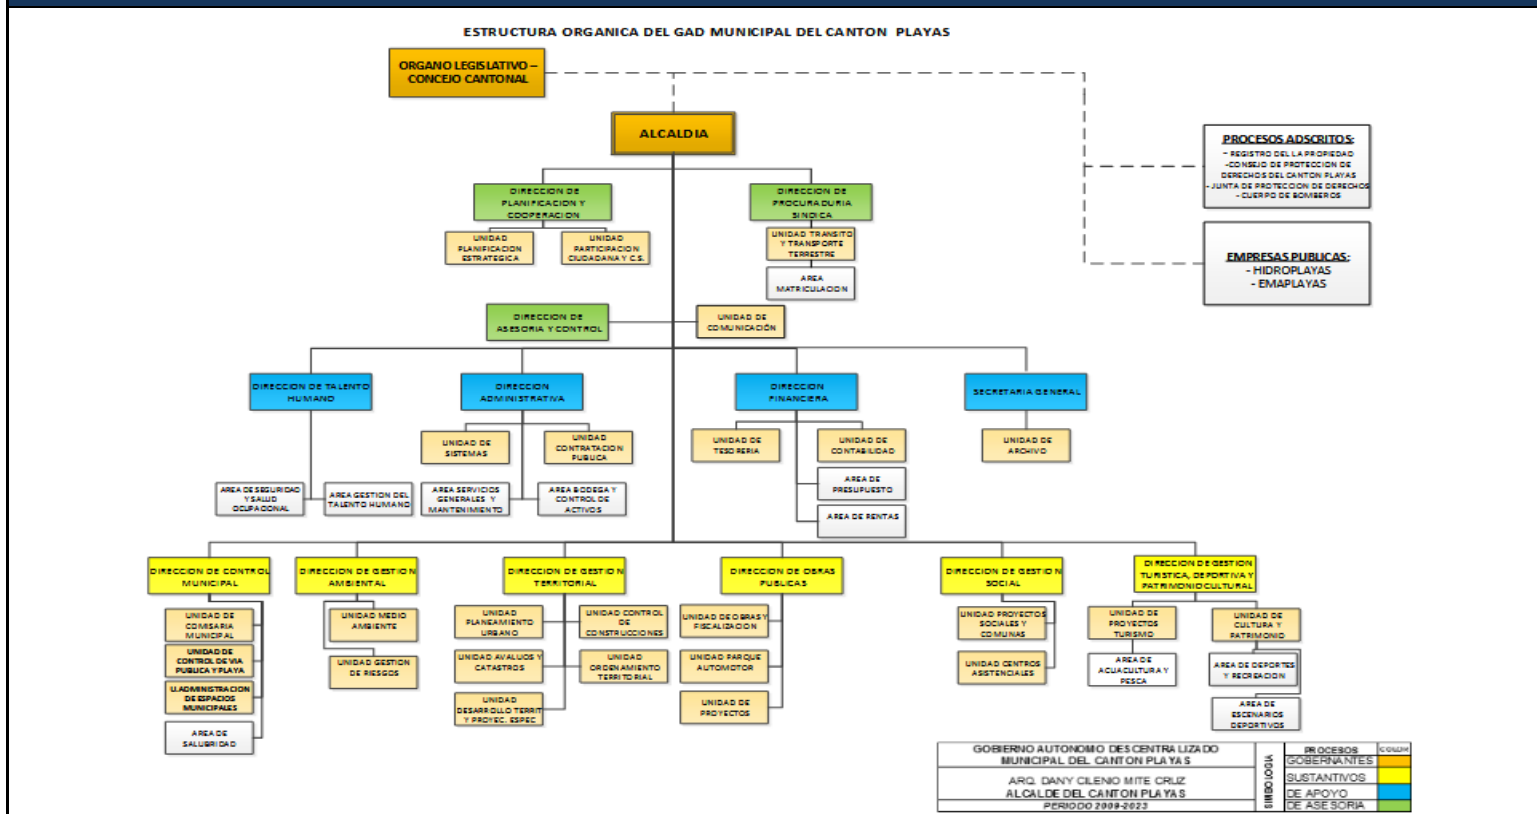 ESTRUCTURA ORGANICA DEL GAD MUNICIPAL DEL CANTON PLAYAS
ORGANO LEGISLATIVO –
CONCEJO CANTONAL
ALCALDIA
PROCESOS ADSCRITOS:
- REGISTRO DEL LA PROPIEDAD
-CONSEJO DE PROTECCION DE
DERECHOS DEL CANTON PLAYAS
- JUNTA DE PROTECCION DE DERECHOS
- CUERPO DE BOMBEROS
EMPRESAS PUBLICAS:
- HIDROPLAYAS
- EMAPLAYAS
DIRECCION DE
PLANIFICACION Y
COOPERACION
DIRECCION DE
PROCURADURIA
SINDICA
UNIDAD
PLANIFICACION
ESTRATEGICA
UNIDAD
PARTICIPACION
CIUDADANA Y C.S.
UNIDAD TRANSITO
Y TRANSPORTE
TERRESTRE
AREA
MATRICULACION
DIRECCION DE
ASESORIA Y CONTROL
UNIDAD DE
COMUNICACIÓN
DIRECCION DE TALENTO
HUMANO
DIRECCION
ADMINISTRATIVA
DIRECCION
FINANCIERA
SECRETARIA GENERAL
UNIDAD DE
SISTEMAS
UNIDAD
CONTRATACION
PUBLICA
UNIDAD DE
TESORERIA
UNIDAD DE
CONTABILIDAD
UNIDAD DE
ARCHIVO
AREA DE SEGURIDAD
Y SALUD
OCUPACIONAL
AREA GESTION DEL
TALENTO HUMANO
AREA SERVICIOS
GENERALES Y
MANTENIMIENTO
AREA BODEGA Y
CONTROL DE
ACTIVOS
AREA DE
PRESUPUESTO
AREA DE RENTAS
DIRECCION DE CONTROL
MUNICIPAL
DIRECCION DE GESTION
AMBIENTAL
DIRECCION DE GESTION
TERRITORIAL
DIRECCION DE OBRAS
PUBLICAS
DIRECCION DE GESTION
SOCIAL
DIRECCION DE GESTION
TURISTICA, DEPORTIVA Y
PATRIMONIO CULTURAL
UNIDAD DE
COMISARIA
MUNICIPAL
UNIDAD DE
CONTROL DE VIA
PUBLICA Y PLAYA
U.ADMINISTRACION
DE ESPACIOS
MUNICIPALES
AREA DE
SALUBRIDAD
UNIDAD MEDIO
AMBIENTE
UNIDAD GESTION
DE RIESGOS
UNIDAD
PLANEAMIENTO
URBANO
UNIDAD CONTROL
DE
CONSTRUCCIONES
UNIDAD AVALUOS Y
CATASTROS
UNIDAD
ORDENAMIENTO
TERRITORIAL
UNIDAD
DESARROLLO TERRIT
Y PROYEC. ESPEC
UNIDAD DE OBRAS Y
FISCALIZACION
UNIDAD PARQUE
AUTOMOTOR
UNIDAD DE
PROYECTOS
UNIDAD PROYECTOS
SOCIALES Y
COMUNAS
UNIDAD CENTROS
ASISTENCIALES
UNIDAD DE
PROYECTOS
TURISMO
AREA DE
ACUACULTURA Y
PESCA
UNIDAD DE
CULTURA Y
PATRIMONIO
AREA DE DEPORTES
Y RECREACION
AREA DE
ESCENARIOS
DEPORTIVOS
GOBIERNO AUTONOMO DESCENTRALIZADO
MUNICIPAL DEL CANTON PLAYAS
ARQ. DANY CILENIO MITE CRUZ
ALCALDE DEL CANTON PLAYAS
PERIODO 2009-2023
SIMBOLOGIA
PROCESOS COLOR
GOBERNANTES
SUSTANTIVOS
DE APOYO
DE ASESORIA